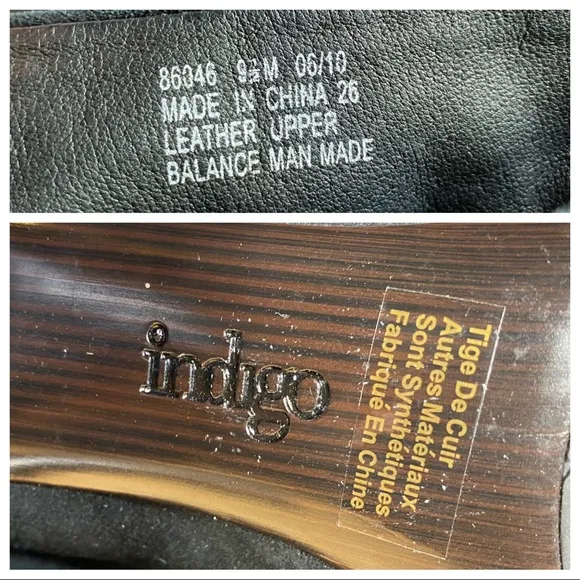 86046 9½M 06/10
MADE IN CHINA 26
LEATHER UPPER
BALANCE MAN MADE
indigo
Tige De Cuir
Autres Matériaux
Sont Synthétiques
Fabriqué En Chine